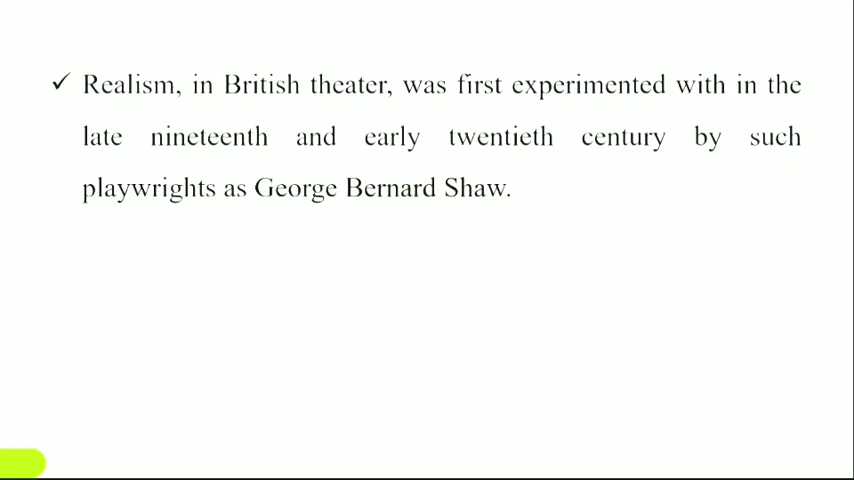 ✓ Realism, in British theater, was first experimented with in the
late nineteenth and early twentieth century by such
playwrights as George Bernard Shaw.